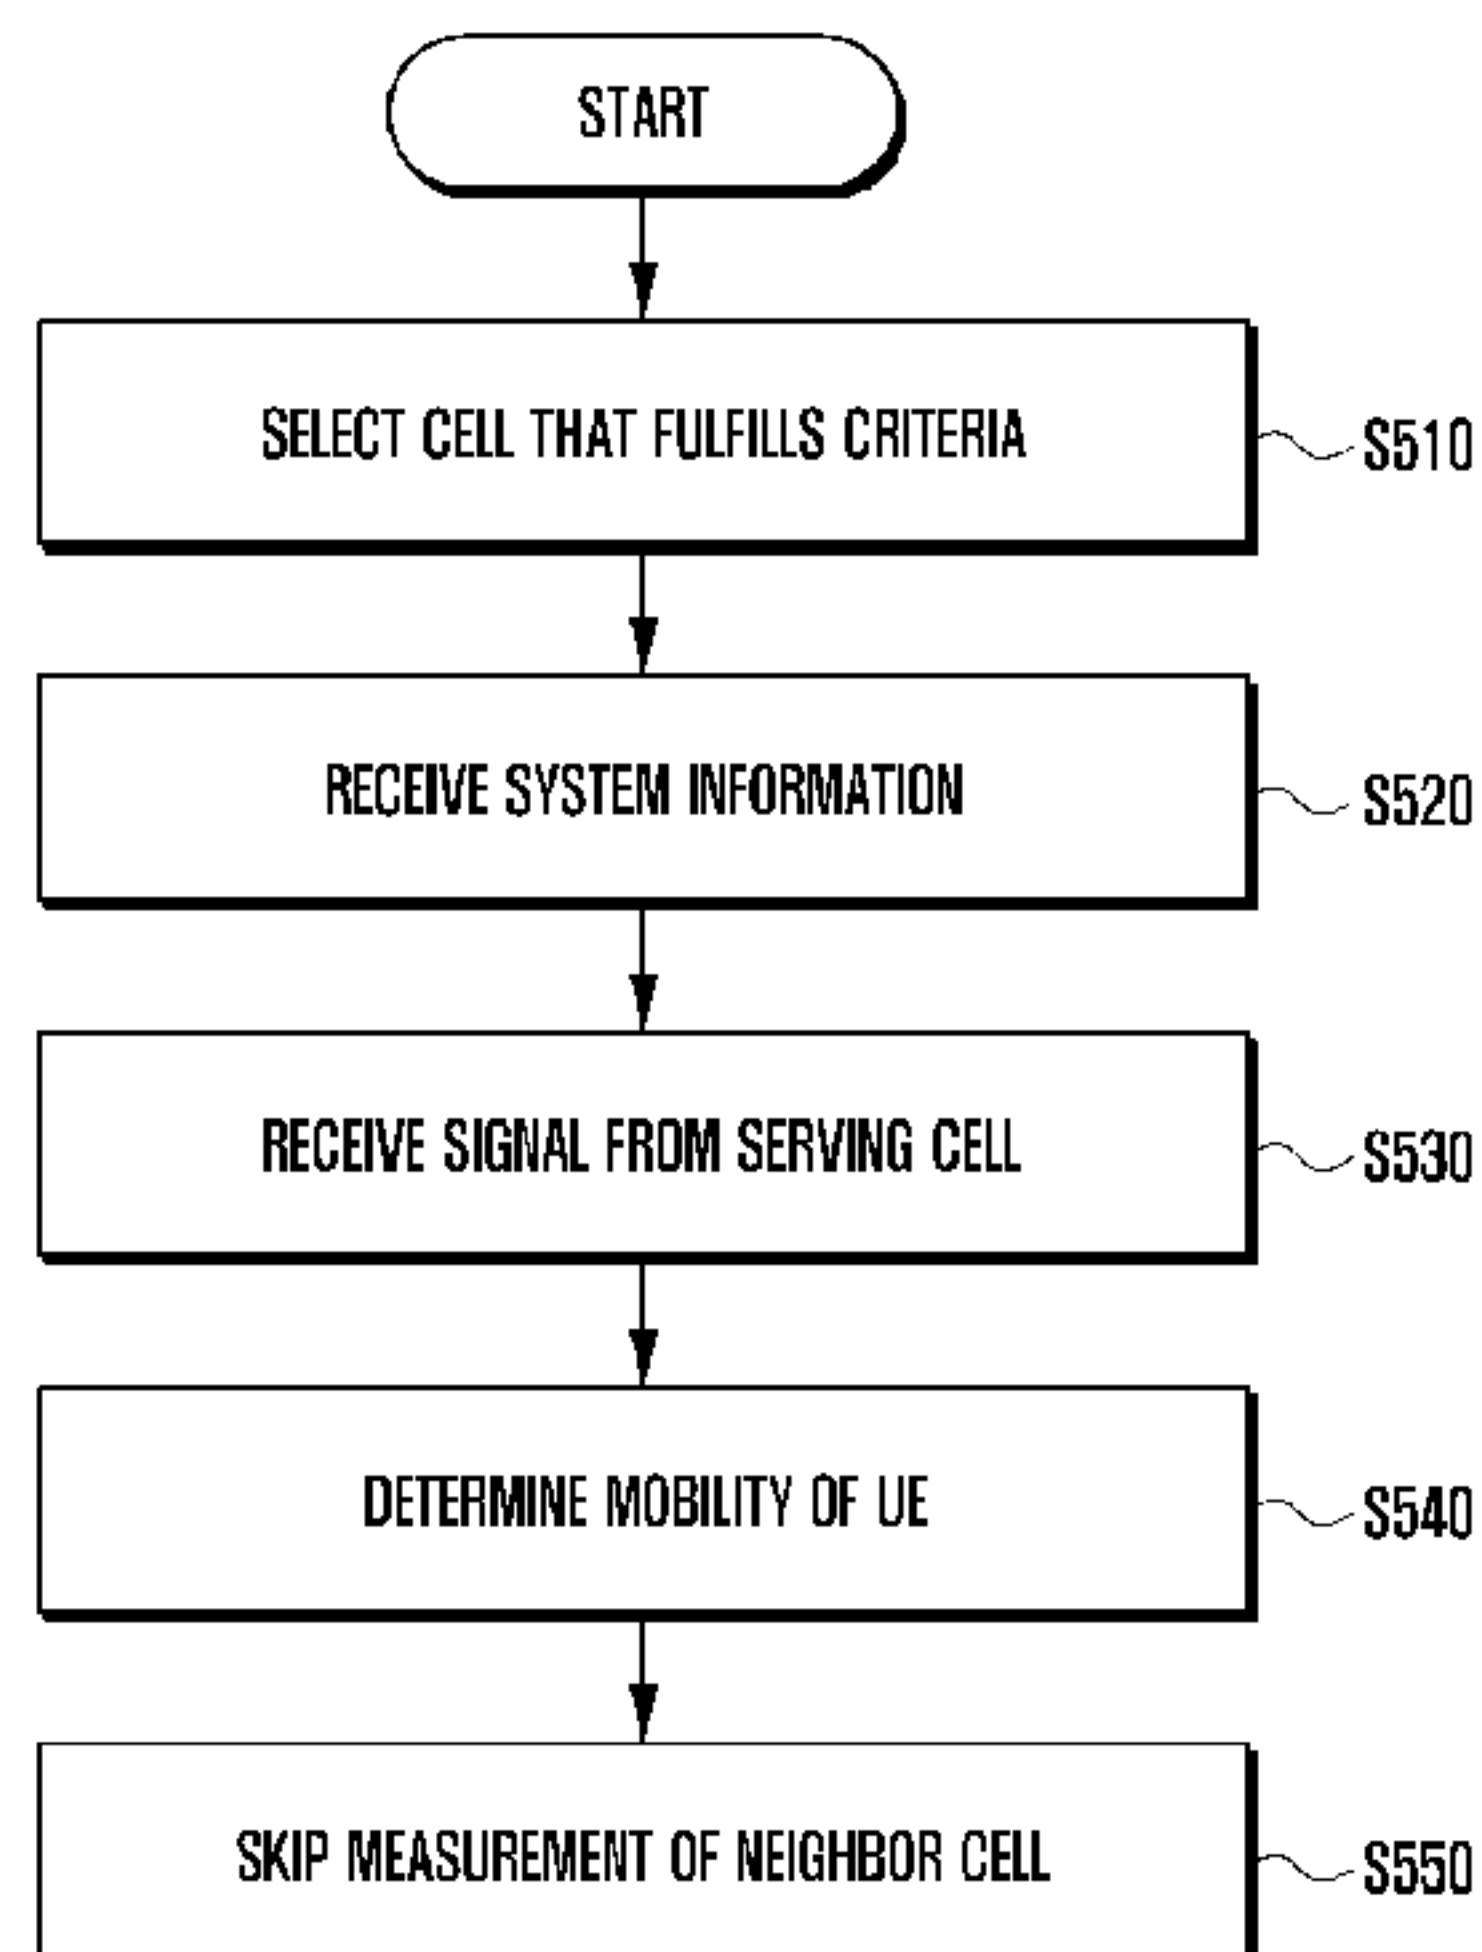 START
SELECT CELL THAT FULFILLS CRITERIA
S510
RECEIVE SYSTEM INFORMATION
S520
RECEIVE SIGNAL FROM SERVING CELL
S530
DETERMINE MOBILITY OF UE
S540
SKIP MEASUREMENT OF NEIGHBOR CELL
S550